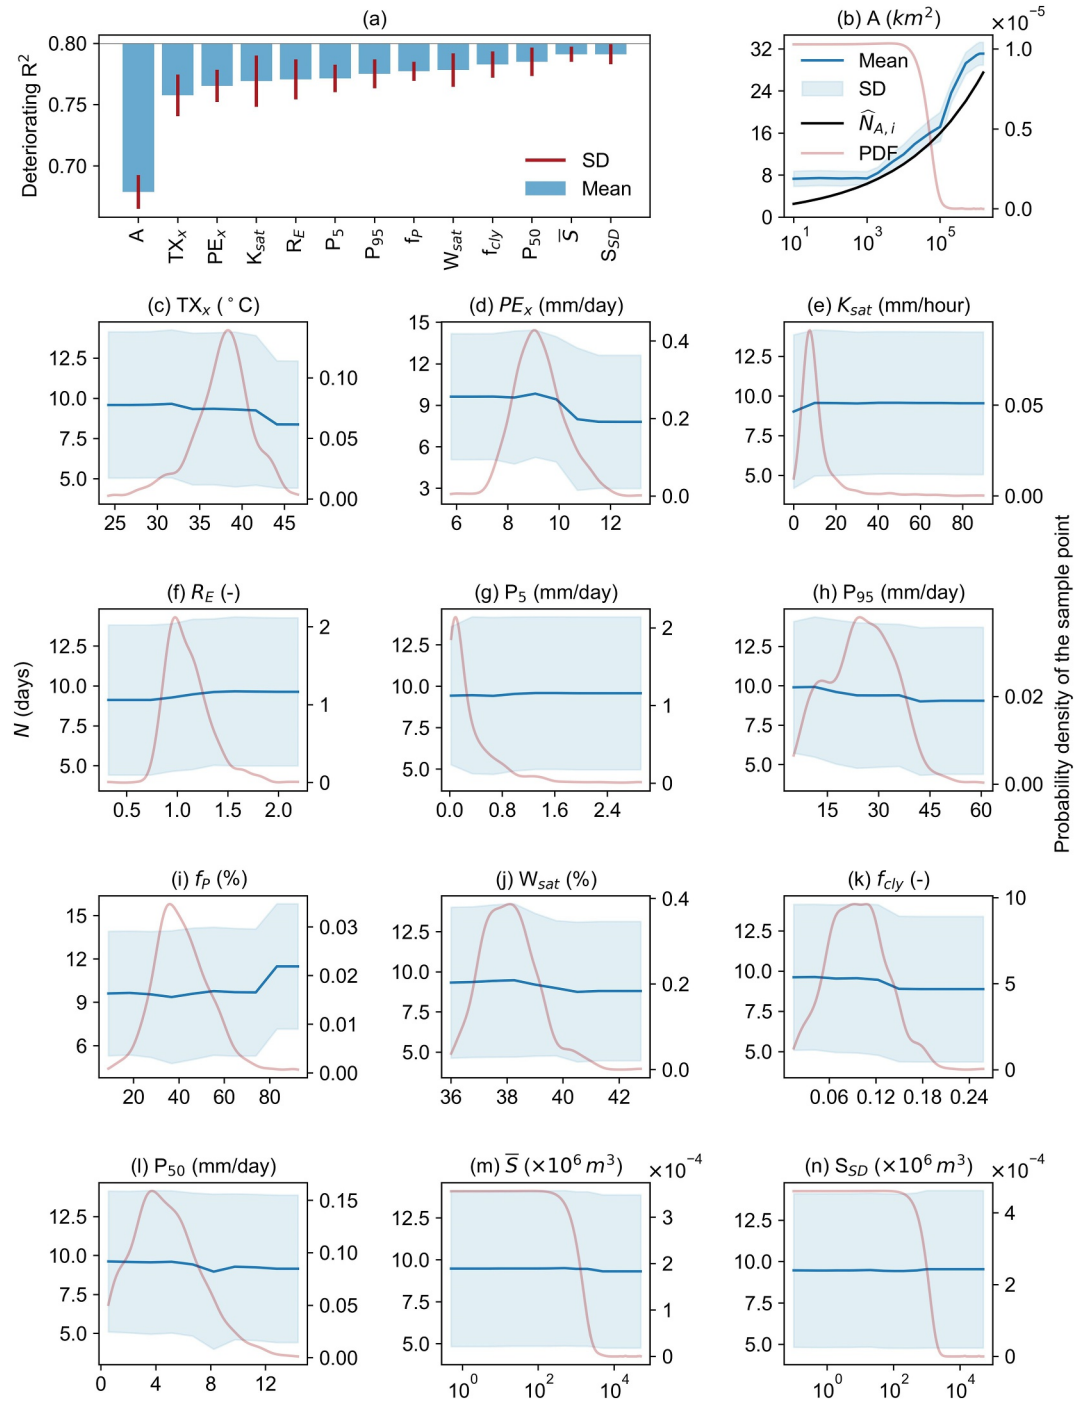 (a)
Deteriorating R²
0.80
0.75
0.70
SD
Mean
A
TXₓ
PEₓ
K_sat
R_E
P₅
P₉₅
f_P
W_sat
f_cly
P₅₀
S̅
S_SD
(b) A (km²)
×10⁻⁵
32
24
16
8
0
Mean
SD
N̂_A,i
PDF
1.0
0.5
0.0
10¹ 10³ 10⁵
(c) TXₓ (°C)
12.5
10.0
7.5
5.0
0.10
0.05
0.00
25 30 35 40 45
(d) PEₓ (mm/day)
15
12
9
6
3
0.4
0.2
0.0
6 8 10 12
(e) K_sat (mm/hour)
12.5
10.0
7.5
5.0
0.05
0.00
0 20 40 60 80
N (days)
Probability density of the sample point
(f) R_E (-)
12.5
10.0
7.5
5.0
2
1
0
0.5 1.0 1.5 2.0
(g) P₅ (mm/day)
12.5
10.0
7.5
5.0
2
1
0
0.0 0.8 1.6 2.4
(h) P₉₅ (mm/day)
12.5
10.0
7.5
5.0
0.02
0.00
15 30 45 60
(i) f_P (%)
15
12
9
6
0.03
0.02
0.01
0.00
20 40 60 80
(j) W_sat (%)
12.5
10.0
7.5
5.0
0.4
0.2
0.0
36 38 40 42
(k) f_cly (-)
12.5
10.0
7.5
5.0
10
5
0
0.06 0.12 0.18 0.24
(l) P₅₀ (mm/day)
12.5
10.0
7.5
5.0
0.15
0.10
0.05
0.00
0 4 8 12
(m) S̅ (×10⁶ m³)
×10⁻⁴
12.5
10.0
7.5
5.0
3
2
1
0
10⁰ 10² 10⁴
(n) S_SD (×10⁶ m³)
×10⁻⁴
12.5
10.0
7.5
5.0
4
2
0
10⁰ 10² 10⁴